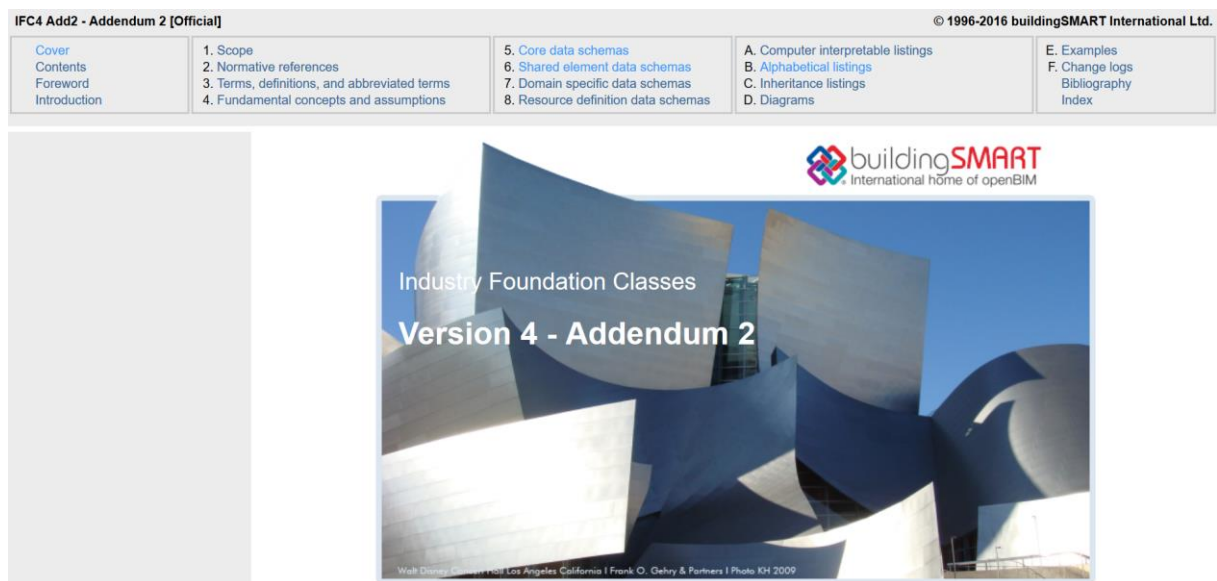 IFC4 Add2 - Addendum 2 [Official]
© 1996-2016 buildingSMART International Ltd.
Cover
Contents
Foreword
Introduction
1. Scope
2. Normative references
3. Terms, definitions, and abbreviated terms
4. Fundamental concepts and assumptions
5. Core data schemas
6. Shared element data schemas
7. Domain specific data schemas
8. Resource definition data schemas
A. Computer interpretable listings
B. Alphabetical listings
C. Inheritance listings
D. Diagrams
E. Examples
F. Change logs
Bibliography
Index
buildingSMART
International home of openBIM
Industry Foundation Classes
Version 4 - Addendum 2
Walt Disney Concert Hall Los Angeles California I Frank O. Gehry & Partners I Photo KH 2009